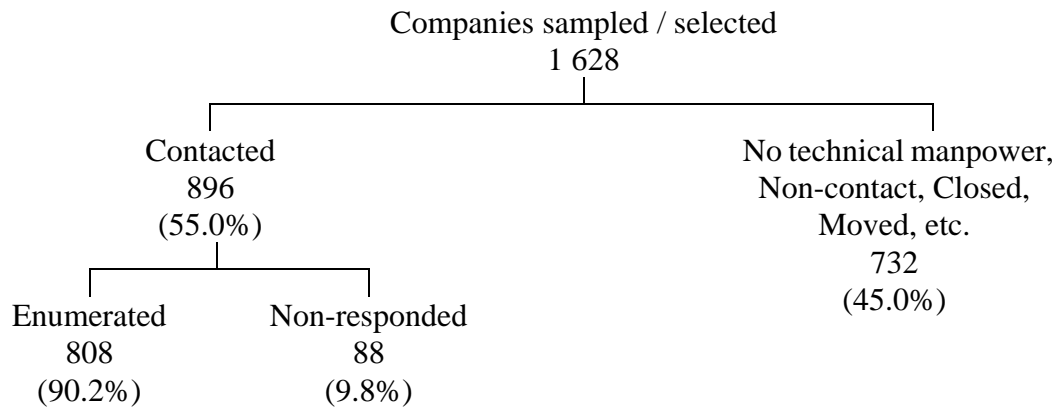 Companies sampled / selected
1 628
Contacted
896
(55.0%)
No technical manpower,
Non-contact, Closed,
Moved, etc.
732
(45.0%)
Enumerated
808
(90.2%)
Non-responded
88
(9.8%)